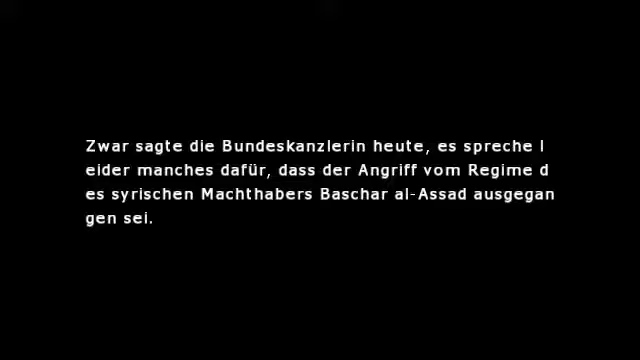 Zwar sagte die Bundeskanzlerin heute, es spreche l
eider manches dafür, dass der Angriff vom Regime d
es syrischen Machthabers Baschar al-Assad ausgegan
gen sei.